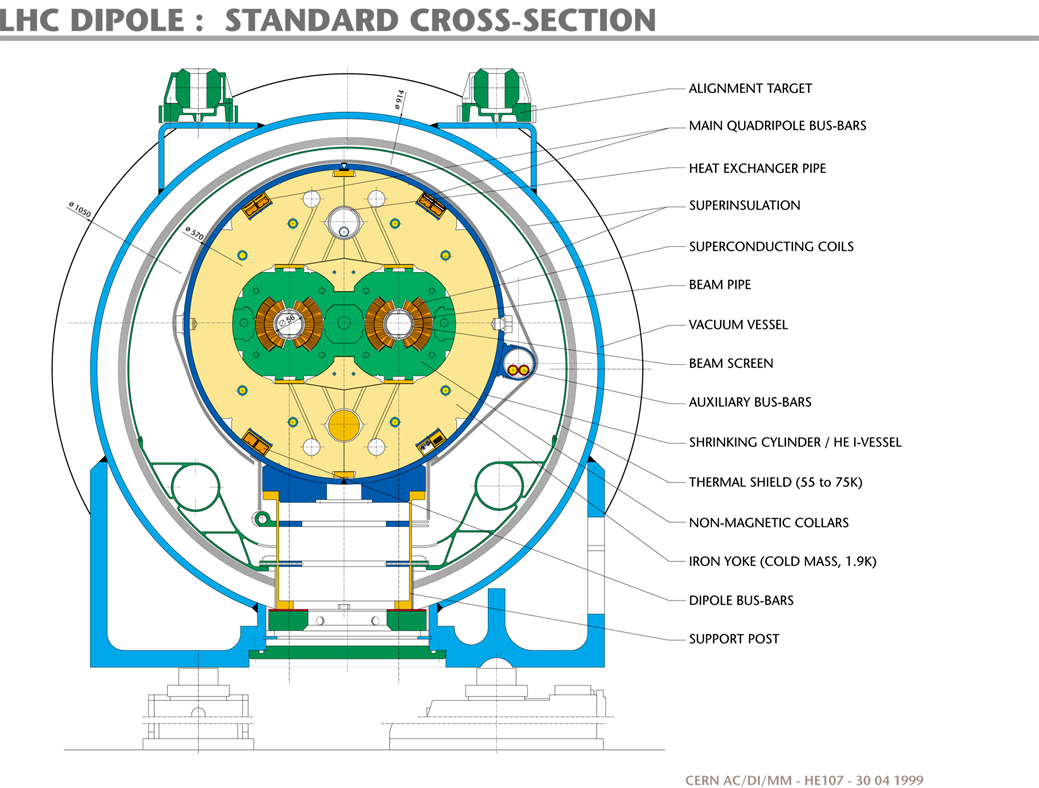 LHC DIPOLE : STANDARD CROSS-SECTION
ø 914
ALIGNMENT TARGET
MAIN QUADRIPOLE BUS-BARS
HEAT EXCHANGER PIPE
ø 1050
SUPERINSULATION
ø 570
SUPERCONDUCTING COILS
BEAM PIPE
Ø 56
VACUUM VESSEL
BEAM SCREEN
AUXILIARY BUS-BARS
SHRINKING CYLINDER / HE I-VESSEL
THERMAL SHIELD (55 to 75K)
NON-MAGNETIC COLLARS
IRON YOKE (COLD MASS, 1.9K)
DIPOLE BUS-BARS
SUPPORT POST
CERN AC/DI/MM - HE107 - 30 04 1999